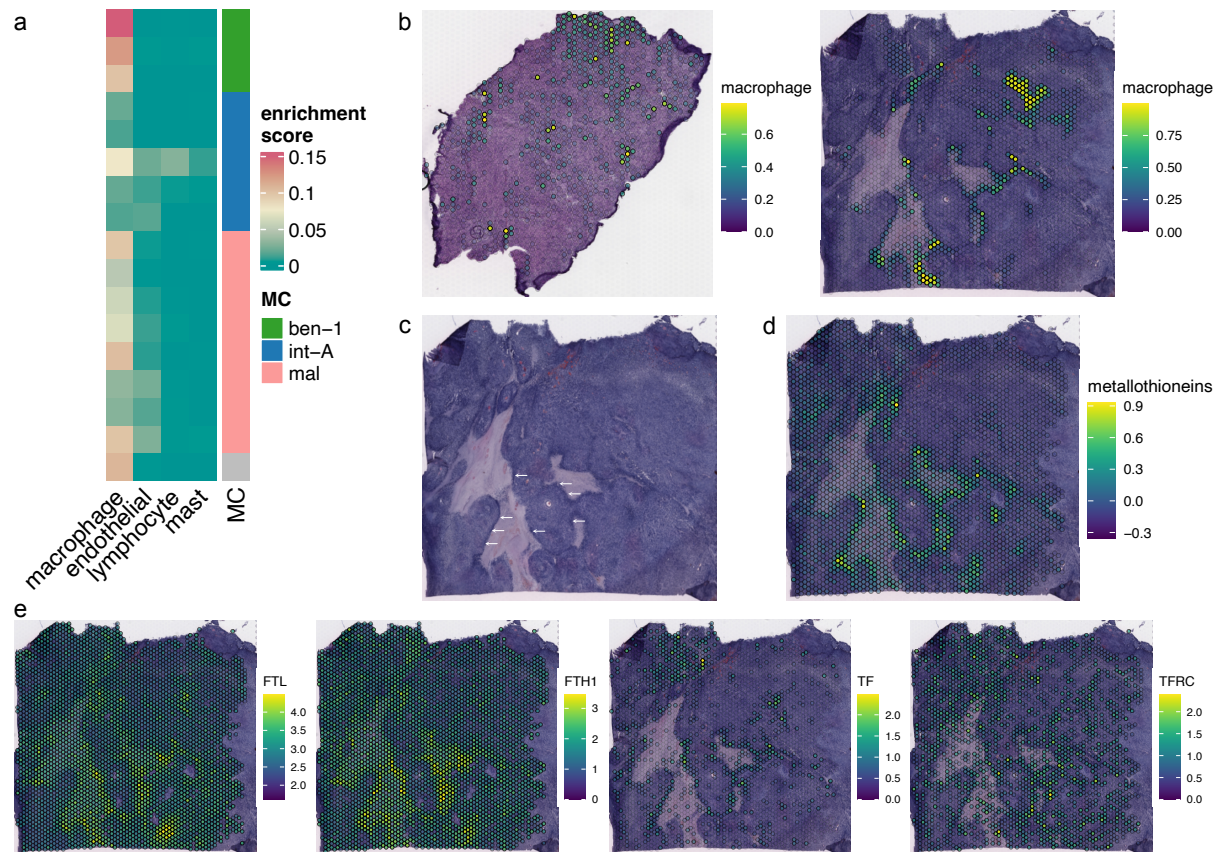 a
enrichment
score
0.15
0.1
0.05
0
MC
ben−1
int−A
mal
macrophage
endothelial
lymphocyte
mast
MC
b
macrophage
0.6
0.4
0.2
0.0
macrophage
0.75
0.50
0.25
0.00
c
d
metallothioneins
0.9
0.6
0.3
0.0
−0.3
e
FTL
4.0
3.5
3.0
2.5
2.0
FTH1
3
2
1
0
TF
2.0
1.5
1.0
0.5
0.0
TFRC
2.0
1.5
1.0
0.5
0.0